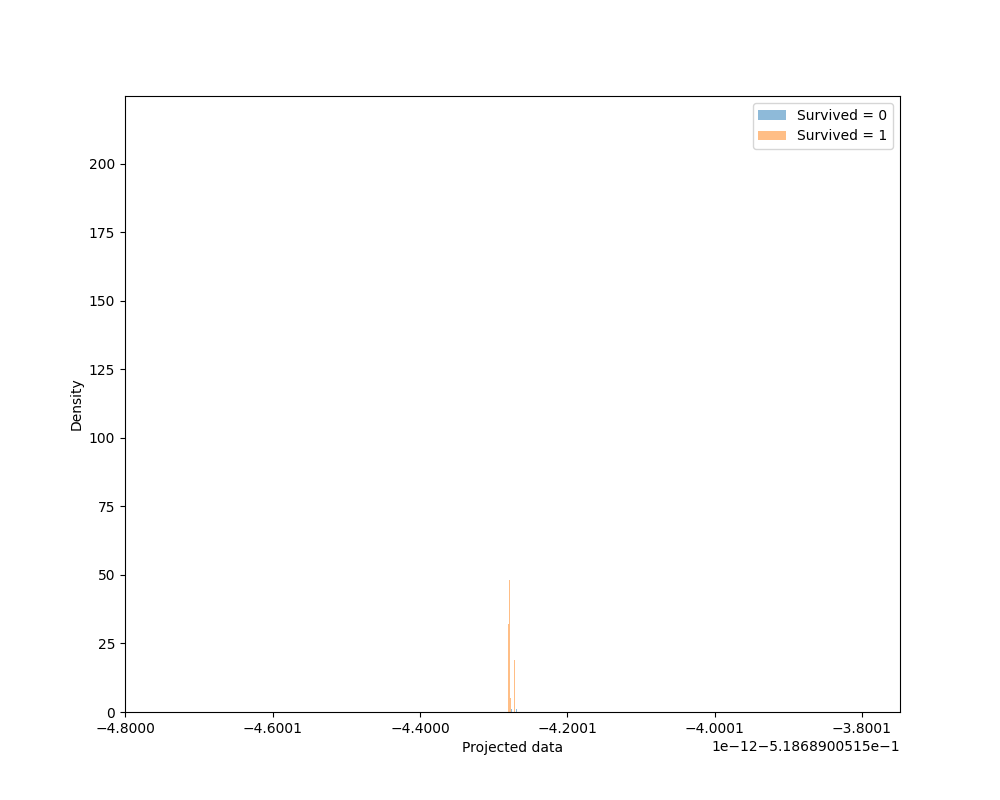 Survived = 0
Survived = 1
200
175
150
125
100
75
50
25
0
Density
−4.8000 −4.6001 −4.4000 −4.2001 −4.0001 −3.8001
Projected data
1e−12−5.1868900515e−1